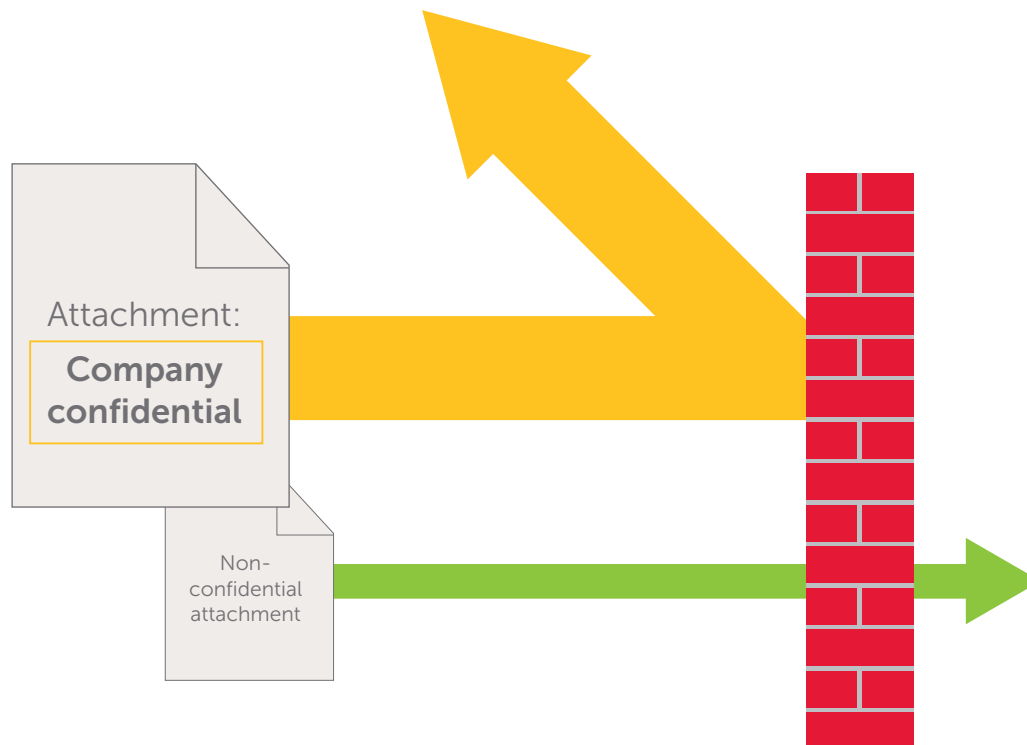 Attachment:
Company
confidential
Non-
confidential
attachment